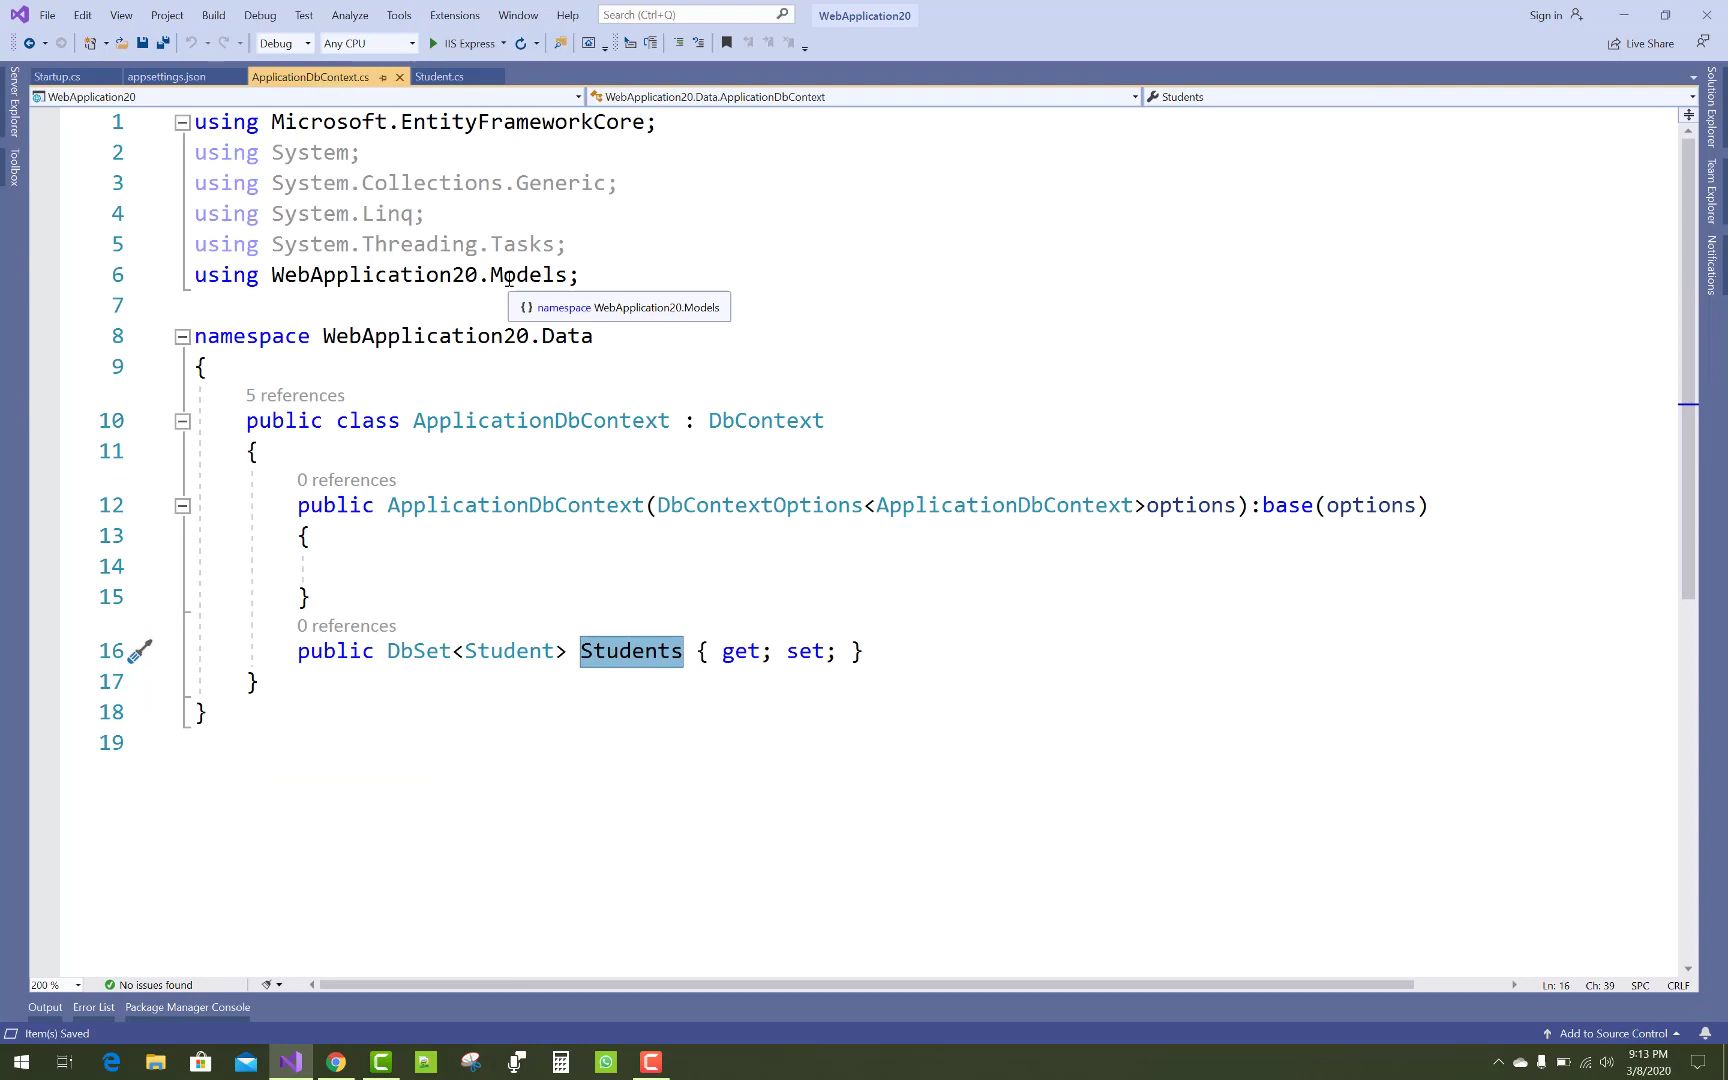 File Edit View Project Build Debug Test Analyze Tools Extensions Window Help Search (Ctrl+Q) WebApplication20 Sign in
Debug Any CPU IIS Express Live Share
Startup.cs appsettings.json ApplicationDbContext.cs Student.cs
WebApplication20 WebApplication20.Data.ApplicationDbContext Students
Server Explorer
Toolbox
Solution Explorer
Team Explorer
Notifications
1 using Microsoft.EntityFrameworkCore;
2 using System;
3 using System.Collections.Generic;
4 using System.Linq;
5 using System.Threading.Tasks;
6 using WebApplication20.Models;
7
{} namespace WebApplication20.Models
8 namespace WebApplication20.Data
9 {
5 references
10 public class ApplicationDbContext : DbContext
11 {
0 references
12 public ApplicationDbContext(DbContextOptions<ApplicationDbContext>options):base(options)
13 {
14
15 }
0 references
16 public DbSet<Student> Students { get; set; }
17 }
18 }
19
200 % No issues found Ln: 16 Ch: 39 SPC CRLF
Output Error List Package Manager Console
Item(s) Saved Add to Source Control
9:13 PM
3/8/2020